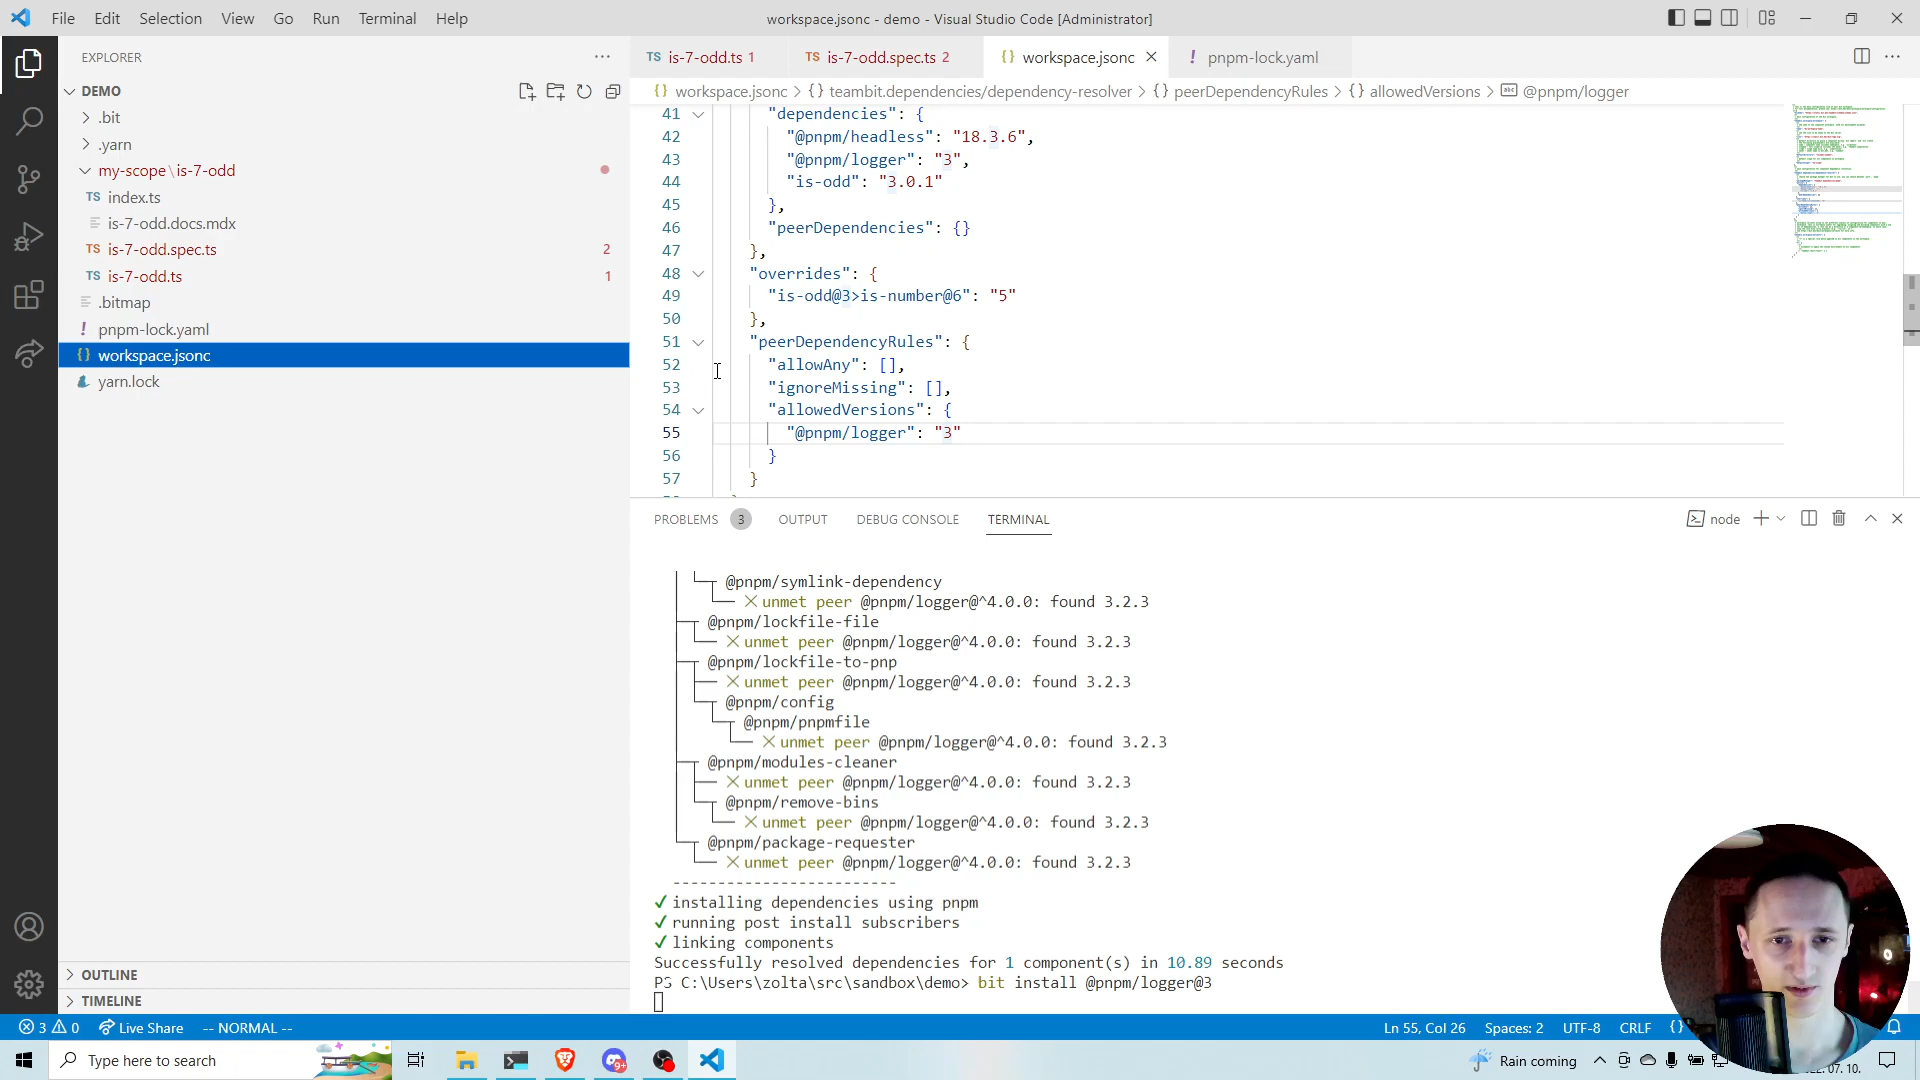 File Edit Selection View Go Run Terminal Help
workspace.jsonc - demo - Visual Studio Code [Administrator]
EXPLORER
DEMO
.bit
.yarn
my-scope\is-7-odd
TS index.ts
is-7-odd.docs.mdx
TS is-7-odd.spec.ts 2
TS is-7-odd.ts 1
.bitmap
! pnpm-lock.yaml
{} workspace.jsonc
yarn.lock
OUTLINE
TIMELINE
TS is-7-odd.ts 1
TS is-7-odd.spec.ts 2
{} workspace.jsonc
! pnpm-lock.yaml
{} workspace.jsonc > {} teambit.dependencies/dependency-resolver > {} peerDependencyRules > {} allowedVersions > abc @pnpm/logger
41 "dependencies": {
42 "@pnpm/headless": "18.3.6",
43 "@pnpm/logger": "3",
44 "is-odd": "3.0.1"
45 },
46 "peerDependencies": {}
47 },
48 "overrides": {
49 "is-odd@3>is-number@6": "5"
50 },
51 "peerDependencyRules": {
52 "allowAny": [],
53 "ignoreMissing": [],
54 "allowedVersions": {
55 "@pnpm/logger": "3"
56 }
57 }
PROBLEMS 3 OUTPUT DEBUG CONSOLE TERMINAL
node
@pnpm/symlink-dependency
✕ unmet peer @pnpm/logger@^4.0.0: found 3.2.3
@pnpm/lockfile-file
✕ unmet peer @pnpm/logger@^4.0.0: found 3.2.3
@pnpm/lockfile-to-pnp
✕ unmet peer @pnpm/logger@^4.0.0: found 3.2.3
@pnpm/config
@pnpm/pnpmfile
✕ unmet peer @pnpm/logger@^4.0.0: found 3.2.3
@pnpm/modules-cleaner
✕ unmet peer @pnpm/logger@^4.0.0: found 3.2.3
@pnpm/remove-bins
✕ unmet peer @pnpm/logger@^4.0.0: found 3.2.3
@pnpm/package-requester
✕ unmet peer @pnpm/logger@^4.0.0: found 3.2.3
-------------------------
✓ installing dependencies using pnpm
✓ running post install subscribers
✓ linking components
Successfully resolved dependencies for 1 component(s) in 10.89 seconds
PS C:\Users\zolta\src\sandbox\demo> bit install @pnpm/logger@3
3 0 Live Share -- NORMAL --
Ln 55, Col 26 Spaces: 2 UTF-8 CRLF {}
Type here to search
9+
Rain coming
07. 10.